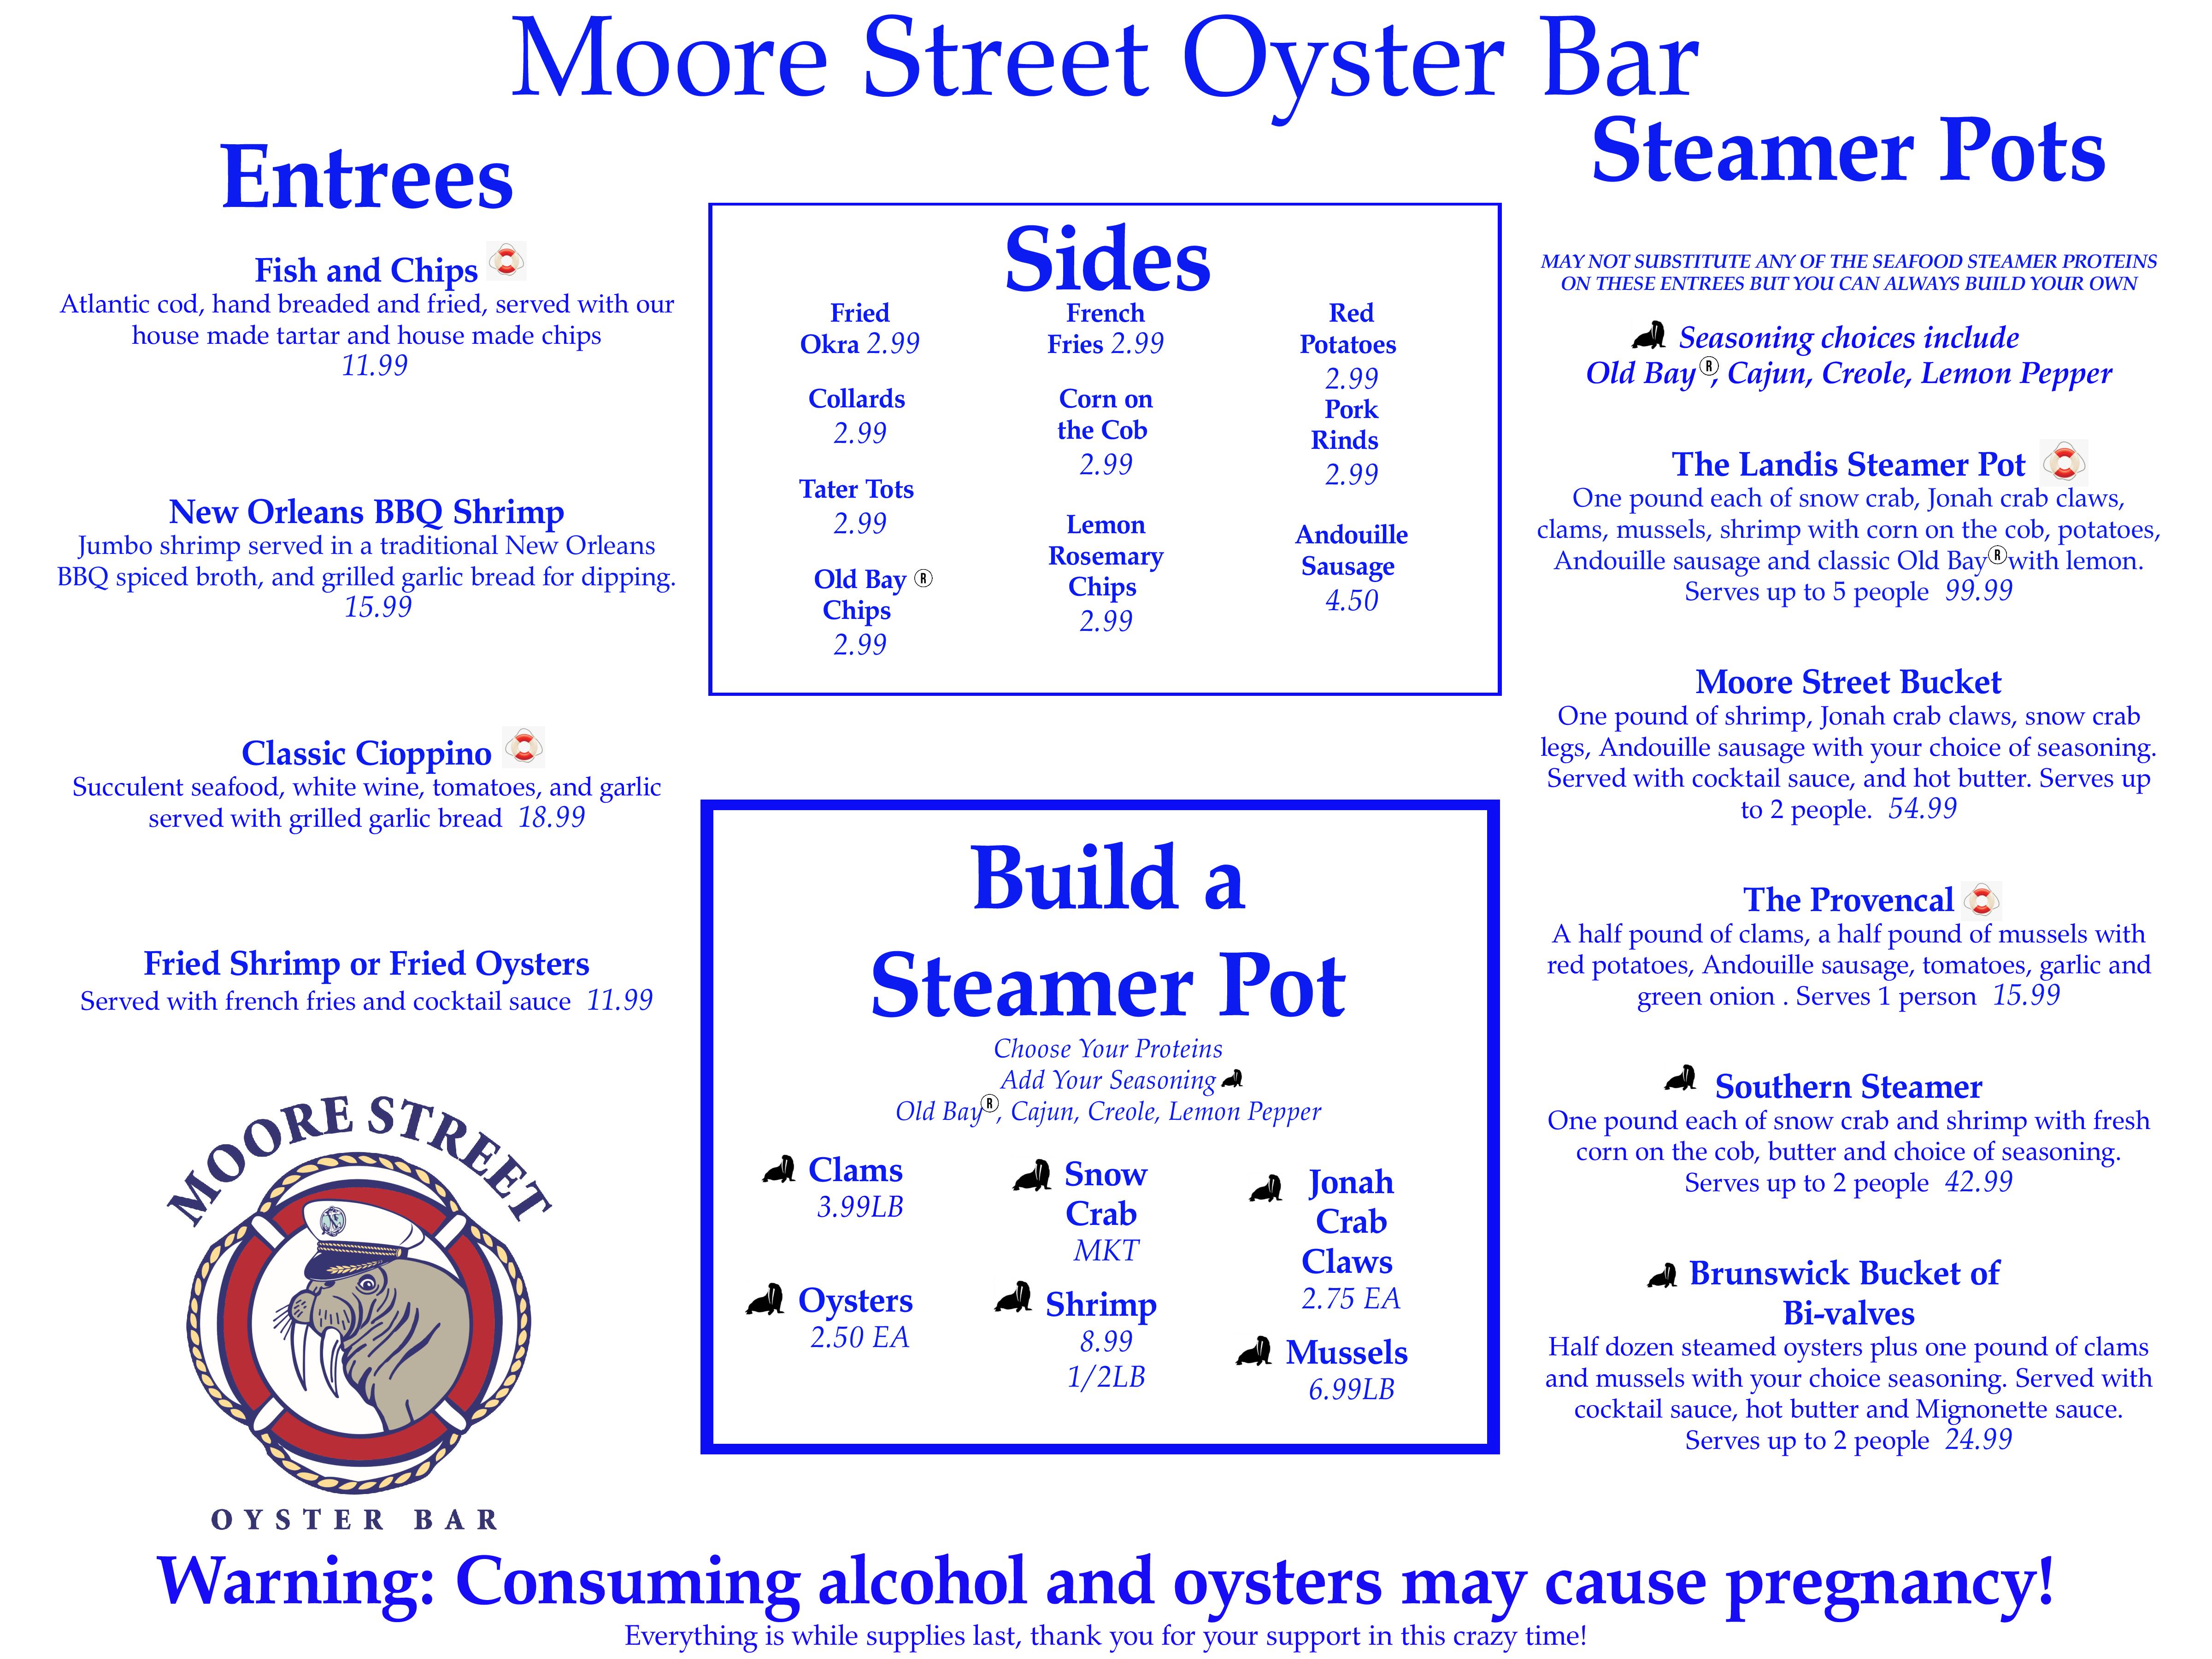 Moore Street Oyster Bar
Entrees
Fish and Chips
Atlantic cod, hand breaded and fried, served with our
house made tartar and house made chips
11.99
New Orleans BBQ Shrimp
Jumbo shrimp served in a traditional New Orleans
BBQ spiced broth, and grilled garlic bread for dipping.
15.99
Classic Cioppino
Succulent seafood, white wine, tomatoes, and garlic
served with grilled garlic bread 18.99
Fried Shrimp or Fried Oysters
Served with french fries and cocktail sauce 11.99
MOORE STREET
OYSTER BAR
Sides
Fried
Okra 2.99
Collards
2.99
Tater Tots
2.99
Old Bay ®
Chips
2.99
French
Fries 2.99
Corn on
the Cob
2.99
Lemon
Rosemary
Chips
2.99
Red
Potatoes
2.99
Pork
Rinds
2.99
Andouille
Sausage
4.50
Build a
Steamer Pot
Choose Your Proteins
Add Your Seasoning
Old Bay®, Cajun, Creole, Lemon Pepper
Clams
3.99LB
Oysters
2.50 EA
Snow
Crab
MKT
Shrimp
8.99
1/2LB
Jonah
Crab
Claws
2.75 EA
Mussels
6.99LB
Steamer Pots
MAY NOT SUBSTITUTE ANY OF THE SEAFOOD STEAMER PROTEINS
ON THESE ENTREES BUT YOU CAN ALWAYS BUILD YOUR OWN
Seasoning choices include
Old Bay®, Cajun, Creole, Lemon Pepper
The Landis Steamer Pot
One pound each of snow crab, Jonah crab claws,
clams, mussels, shrimp with corn on the cob, potatoes,
Andouille sausage and classic Old Bay®with lemon.
Serves up to 5 people 99.99
Moore Street Bucket
One pound of shrimp, Jonah crab claws, snow crab
legs, Andouille sausage with your choice of seasoning.
Served with cocktail sauce, and hot butter. Serves up
to 2 people. 54.99
The Provencal
A half pound of clams, a half pound of mussels with
red potatoes, Andouille sausage, tomatoes, garlic and
green onion . Serves 1 person 15.99
Southern Steamer
One pound each of snow crab and shrimp with fresh
corn on the cob, butter and choice of seasoning.
Serves up to 2 people 42.99
Brunswick Bucket of
Bi-valves
Half dozen steamed oysters plus one pound of clams
and mussels with your choice seasoning. Served with
cocktail sauce, hot butter and Mignonette sauce.
Serves up to 2 people 24.99
Warning: Consuming alcohol and oysters may cause pregnancy!
Everything is while supplies last, thank you for your support in this crazy time!